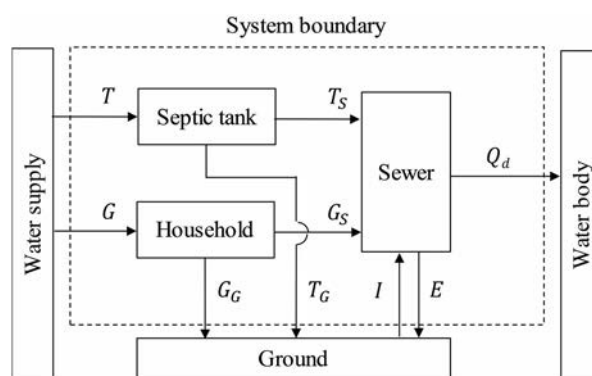 System boundary
Water supply
T
Septic tank
T_S
Sewer
Q_d
Water body
G
Household
G_S
G_G
T_G
I
E
Ground